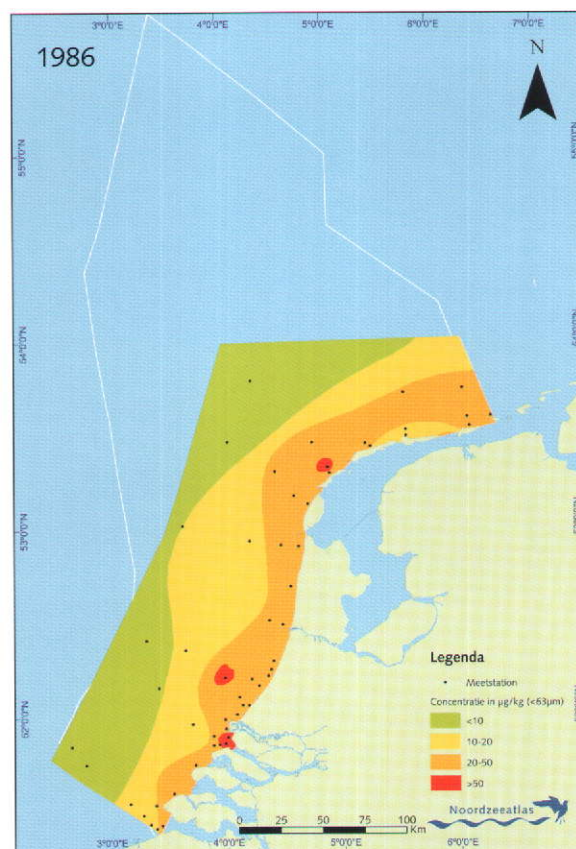 3°0'0"E 4°0'0"E 5°0'0"E 6°0'0"E 7°0'0"E
1986
N
55°0'0"N
54°0'0"N
53°0'0"N
52°0'0"N
Legenda
Meetstation
Concentratie in µg/kg (<63µm)
<10
10-20
20-50
>50
Noordzeeatlas
0 25 50 75 100
Km
3°0'0"E 4°0'0"E 5°0'0"E 6°0'0"E